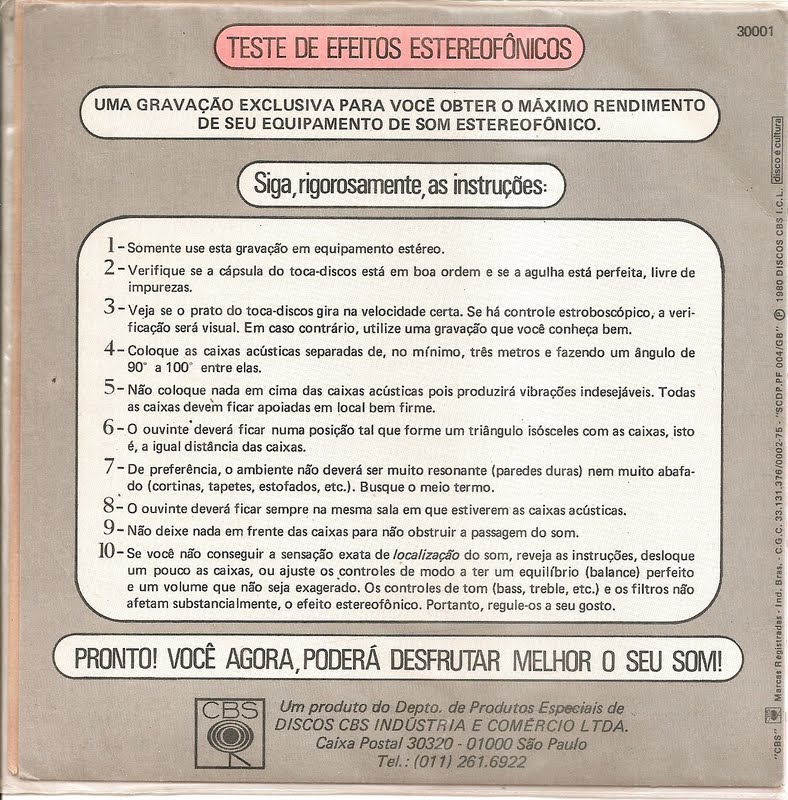 30001
TESTE DE EFEITOS ESTEREOFÔNICOS
UMA GRAVAÇÃO EXCLUSIVA PARA VOCÊ OBTER O MÁXIMO RENDIMENTO
DE SEU EQUIPAMENTO DE SOM ESTEREOFÔNICO.
Siga, rigorosamente, as instruções:
1 - Somente use esta gravação em equipamento estéreo.
2 - Verifique se a cápsula do toca-discos está em boa ordem e se a agulha está perfeita, livre de
impurezas.
3 - Veja se o prato do toca-discos gira na velocidade certa. Se há controle estroboscópico, a veri-
ficação será visual. Em caso contrário, utilize uma gravação que você conheça bem.
4 - Coloque as caixas acústicas separadas de, no mínimo, três metros e fazendo um ângulo de
90° a 100° entre elas.
5 - Não coloque nada em cima das caixas acústicas pois produzirá vibrações indesejáveis. Todas
as caixas devem ficar apoiadas em local bem firme.
6 - O ouvinte deverá ficar numa posição tal que forme um triângulo isósceles com as caixas, isto
é, a igual distância das caixas.
7 - De preferência, o ambiente não deverá ser muito resonante (paredes duras) nem muito abafa-
do (cortinas, tapetes, estofados, etc.). Busque o meio termo.
8 - O ouvinte deverá ficar sempre na mesma sala em que estiverem as caixas acústicas.
9 - Não deixe nada em frente das caixas para não obstruir a passagem do som.
10 - Se você não conseguir a sensação exata de localização do som, reveja as instruções, desloque
um pouco as caixas, ou ajuste os controles de modo a ter um equilíbrio (balance) perfeito
e um volume que não seja exagerado. Os controles de tom (bass, treble, etc.) e os filtros não
afetam substancialmente, o efeito estereofônico. Portanto, regule-os a seu gosto.
PRONTO! VOCÊ AGORA, PODERÁ DESFRUTAR MELHOR O SEU SOM!
CBS
Um produto do Depto. de Produtos Especiais de
DISCOS CBS INDÚSTRIA E COMÉRCIO LTDA.
Caixa Postal 30320 - 01000 São Paulo
Tel.: (011) 261.6922
"CBS" Marcas Registradas - Ind. Bras. - C.G.C. 33.131.376/0002-75 - "SCDP.PF 004/GB" ℗ 1980 DISCOS CBS I.C.L. disco é cultura